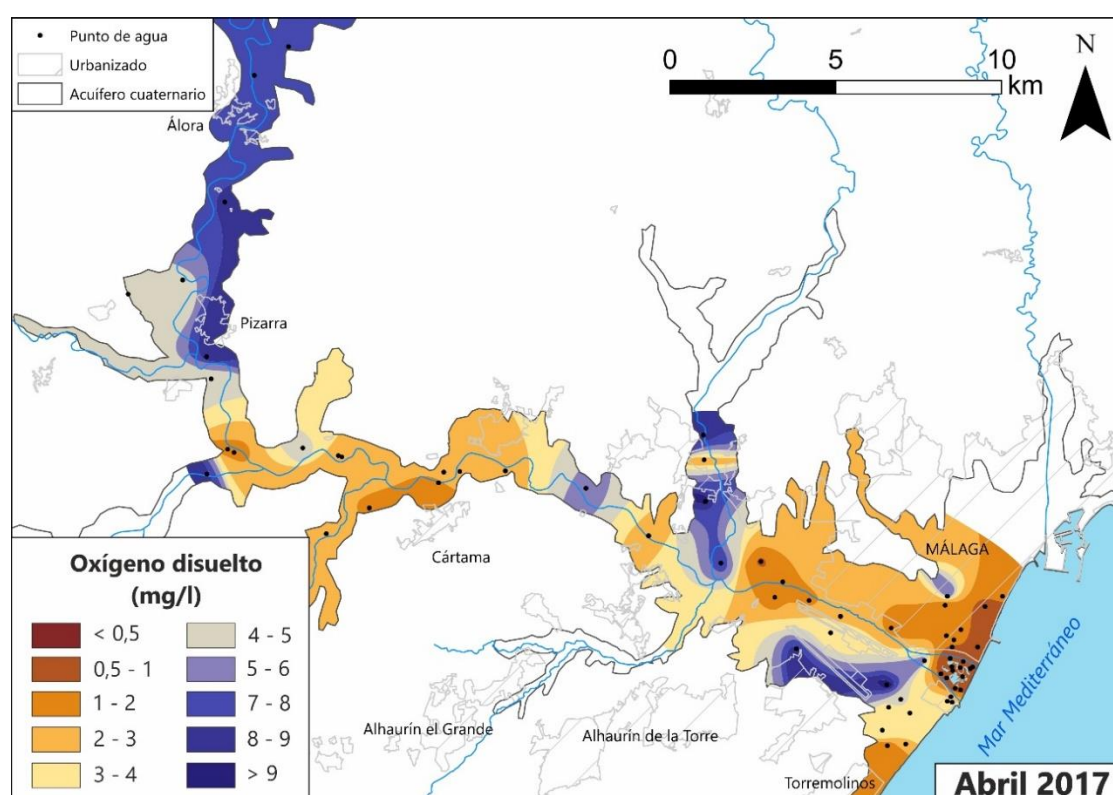 Punto de agua
Urbanizado
Acuífero cuaternario
0 5 10
km
N
Álora
Pizarra
Cártama
MÁLAGA
Alhaurín el Grande
Alhaurín de la Torre
Torremolinos
Mar Mediterráneo
Oxígeno disuelto
(mg/l)
< 0,5
0,5 - 1
1 - 2
2 - 3
3 - 4
4 - 5
5 - 6
7 - 8
8 - 9
> 9
Abril 2017